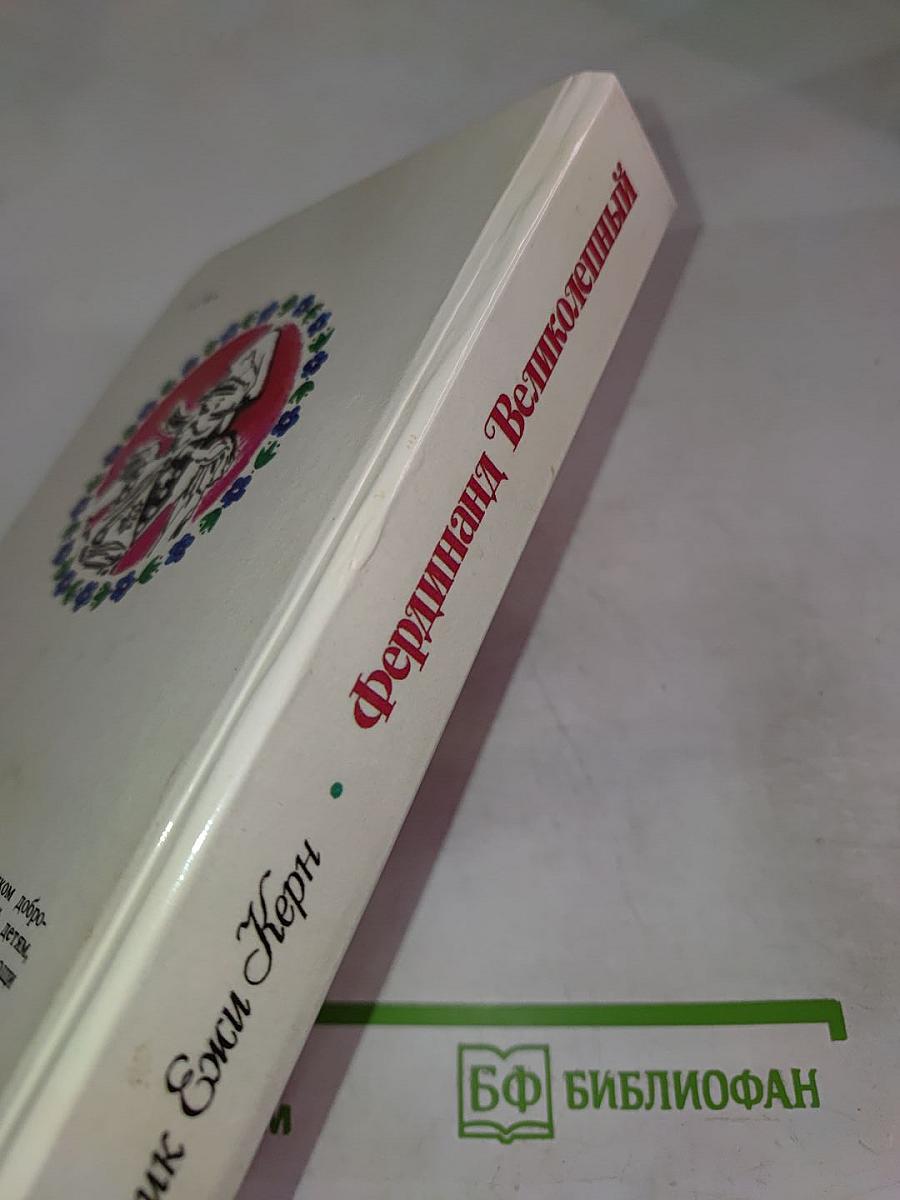 Фердинанд Великолепный
ик Ежи Керн
ком добро-
детям,
БФ БИБЛИОФАН
и